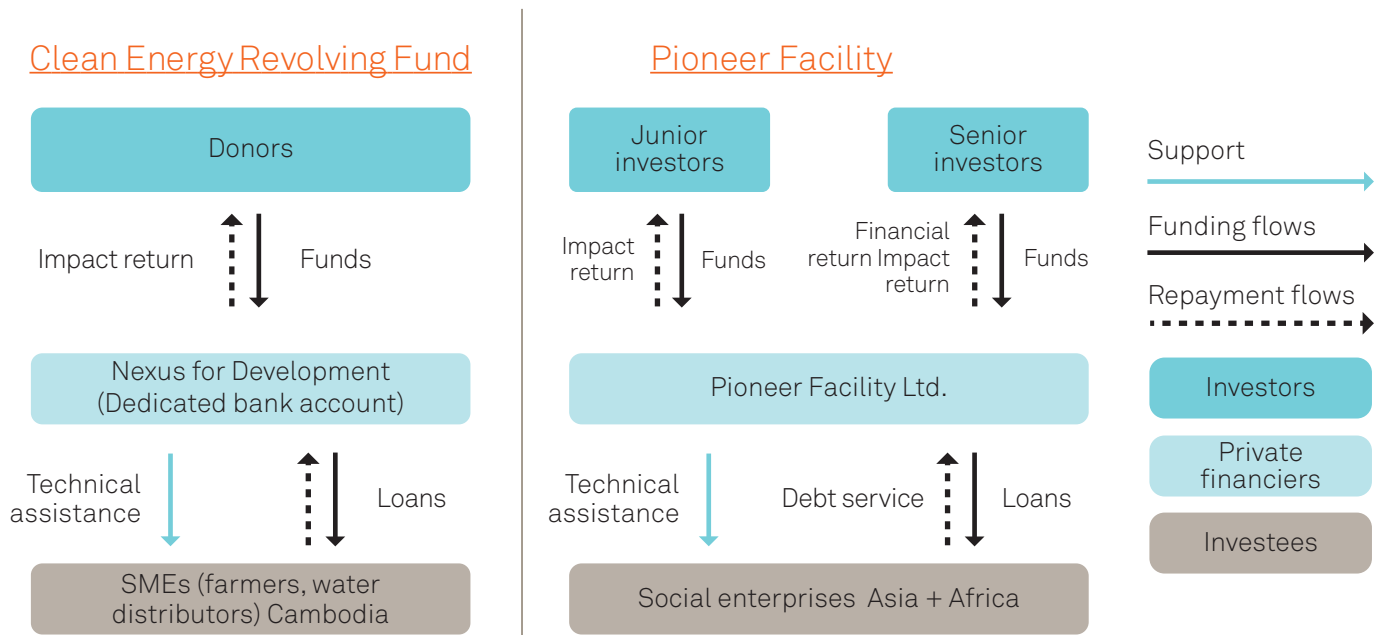 Clean Energy Revolving Fund
Donors
Impact return
Funds
Nexus for Development
(Dedicated bank account)
Technical
assistance
Loans
SMEs (farmers, water
distributors) Cambodia
Pioneer Facility
Junior
investors
Senior
investors
Impact
return
Funds
Financial
return Impact
return
Funds
Pioneer Facility Ltd.
Technical
assistance
Debt service
Loans
Social enterprises Asia + Africa
Support
Funding flows
Repayment flows
Investors
Private
financiers
Investees